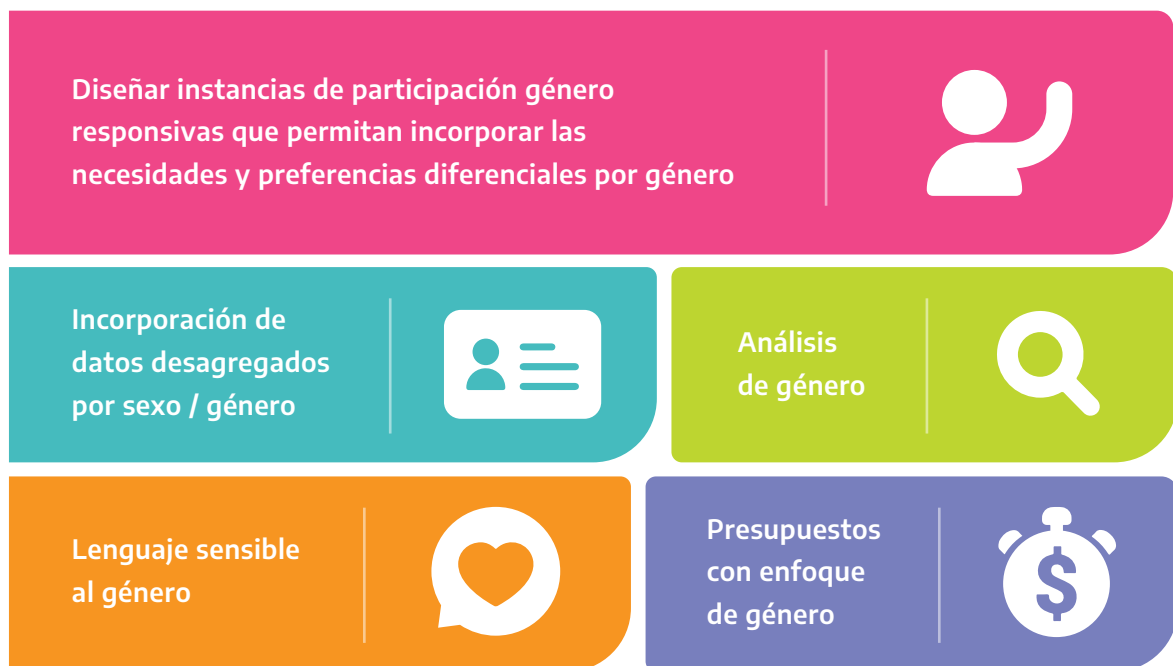 Diseñar instancias de participación género
responsivas que permitan incorporar las
necesidades y preferencias diferenciales por género
Incorporación de
datos desagregados
por sexo / género
Análisis
de género
Lenguaje sensible
al género
Presupuestos
con enfoque
de género
$